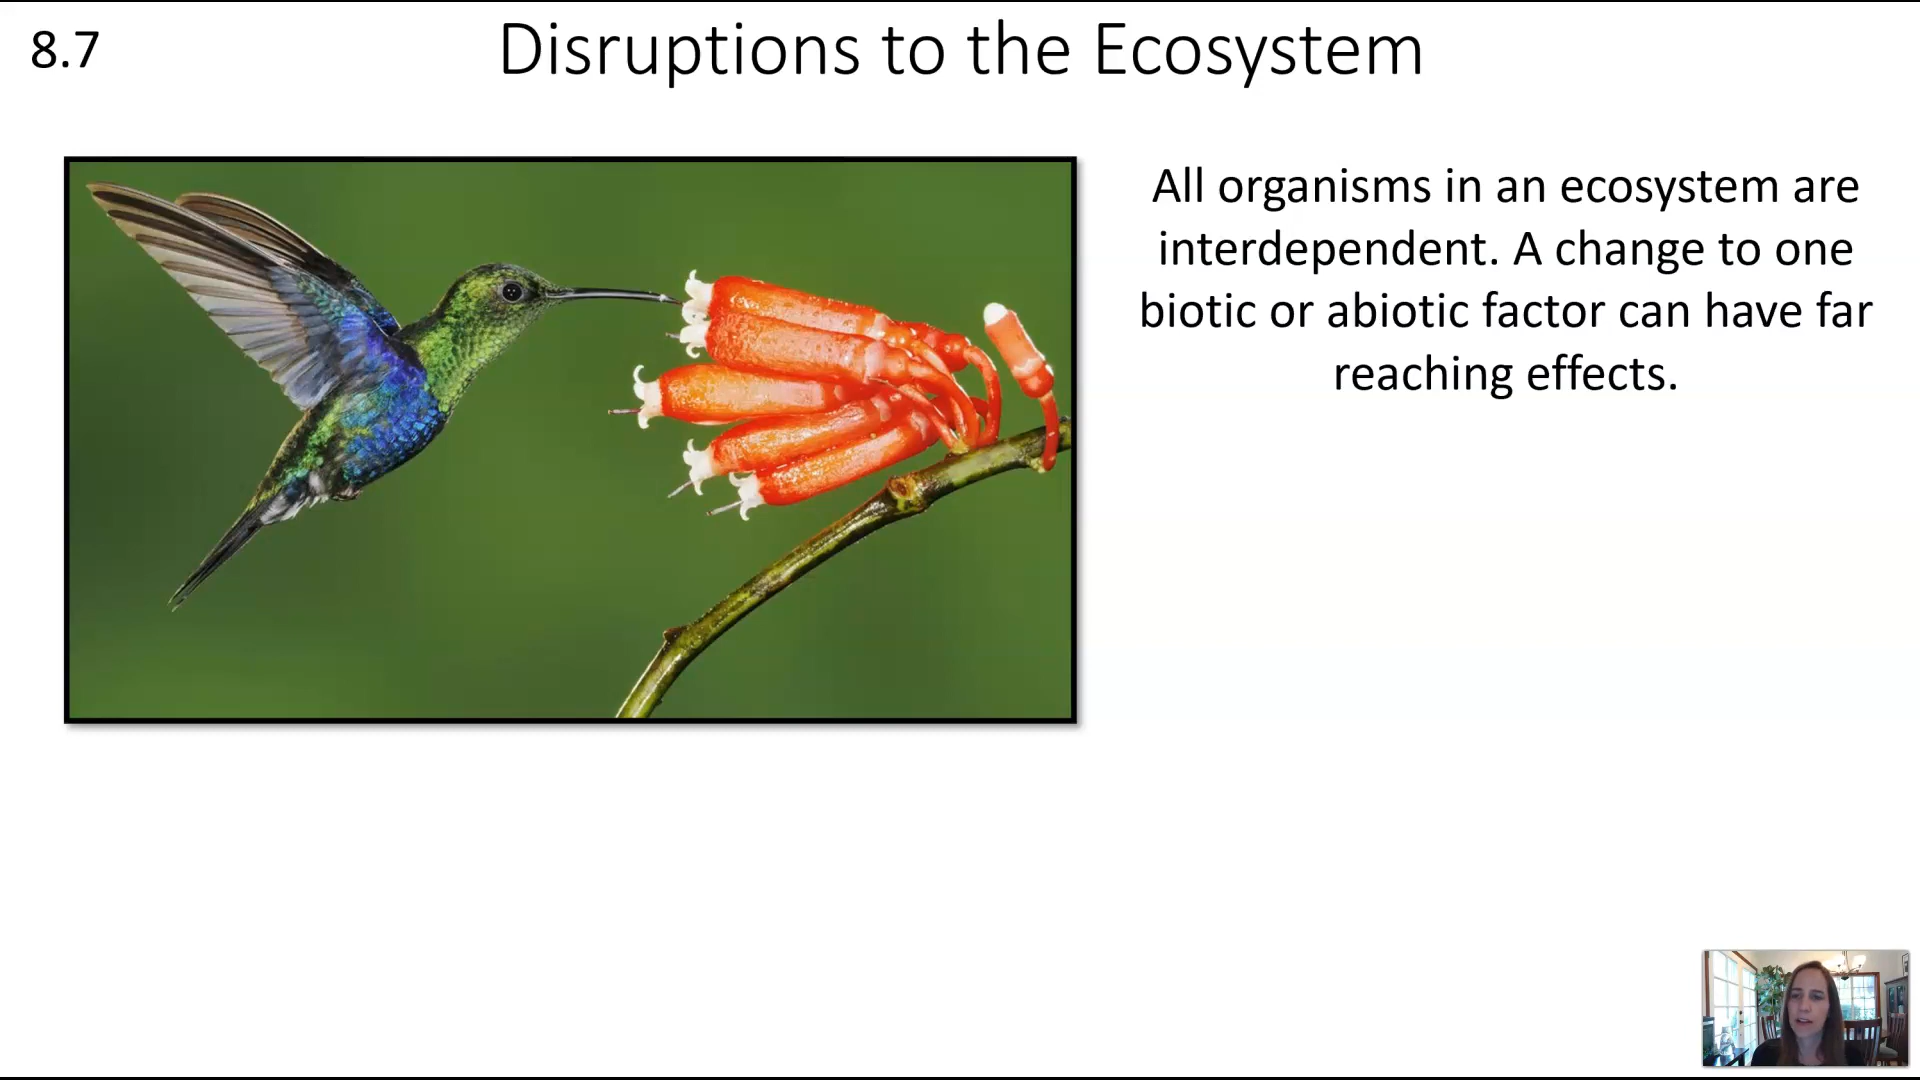 8.7
Disruptions to the Ecosystem
All organisms in an ecosystem are
interdependent. A change to one
biotic or abiotic factor can have far
reaching effects.